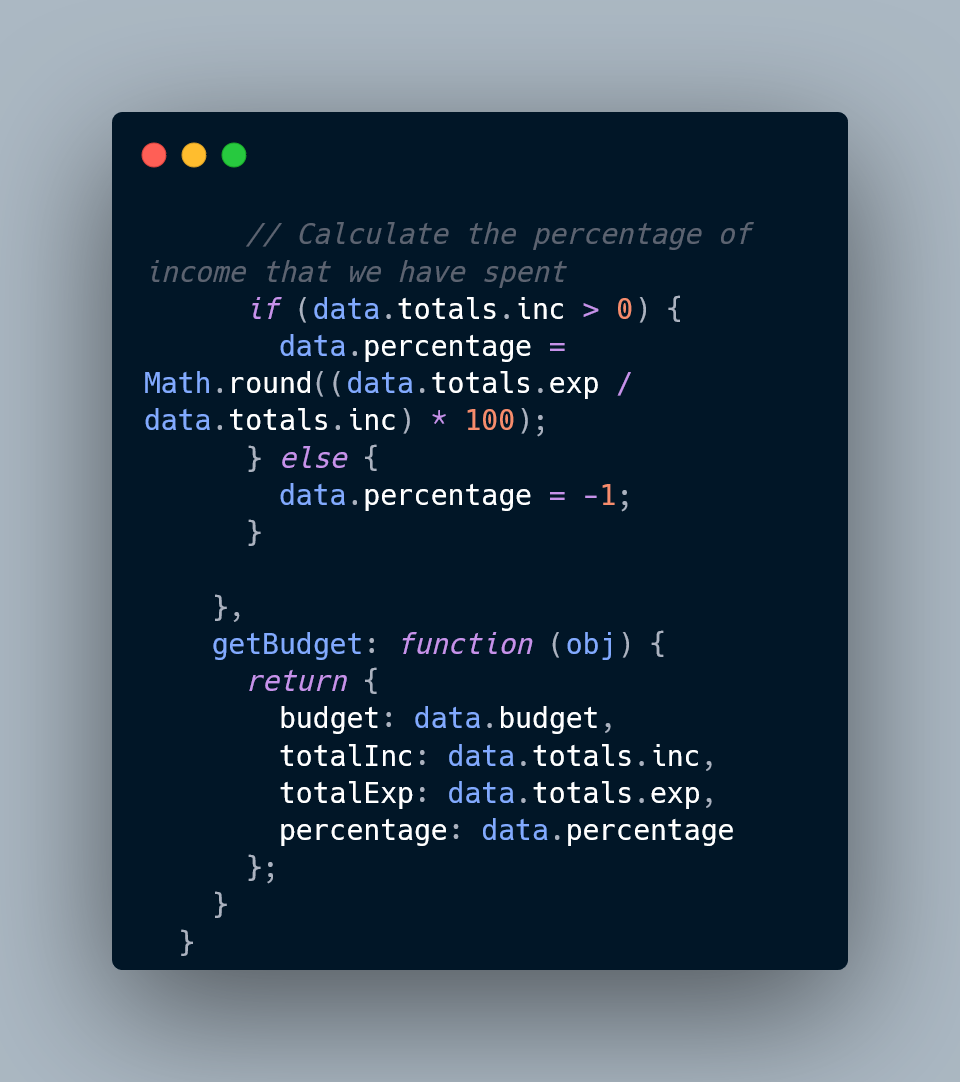 // Calculate the percentage of
income that we have spent
      if (data.totals.inc > 0) {
        data.percentage =
Math.round((data.totals.exp /
data.totals.inc) * 100);
      } else {
        data.percentage = -1;
      }

    },
    getBudget: function (obj) {
      return {
        budget: data.budget,
        totalInc: data.totals.inc,
        totalExp: data.totals.exp,
        percentage: data.percentage
      };
    }
  }